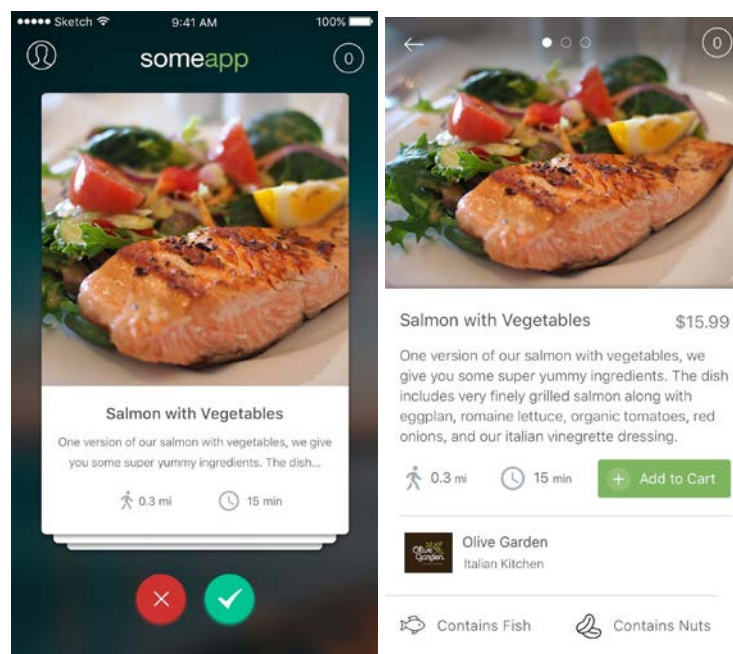 Sketch 9:41 AM 100%
someapp
0
Salmon with Vegetables
One version of our salmon with vegetables, we give
you some super yummy ingredients. The dish...
0.3 mi 15 min
0
Salmon with Vegetables $15.99
One version of our salmon with vegetables, we
give you some super yummy ingredients. The dish
includes very finely grilled salmon along with
eggplan, romaine lettuce, organic tomatoes, red
onions, and our italian vinegrette dressing.
0.3 mi 15 min + Add to Cart
Olive
Garden
Olive Garden
Italian Kitchen
Contains Fish Contains Nuts